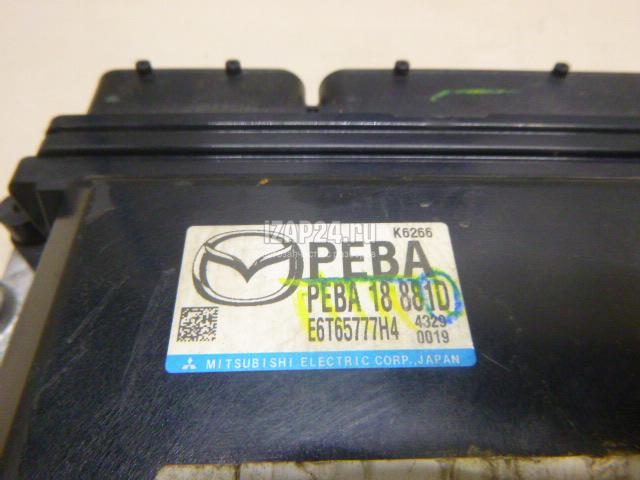 K6266
PEBA
PEBA 18 881D
E6T65777H4 4329
0019
MITSUBISHI ELECTRIC CORP., JAPAN
iZAP24.ru